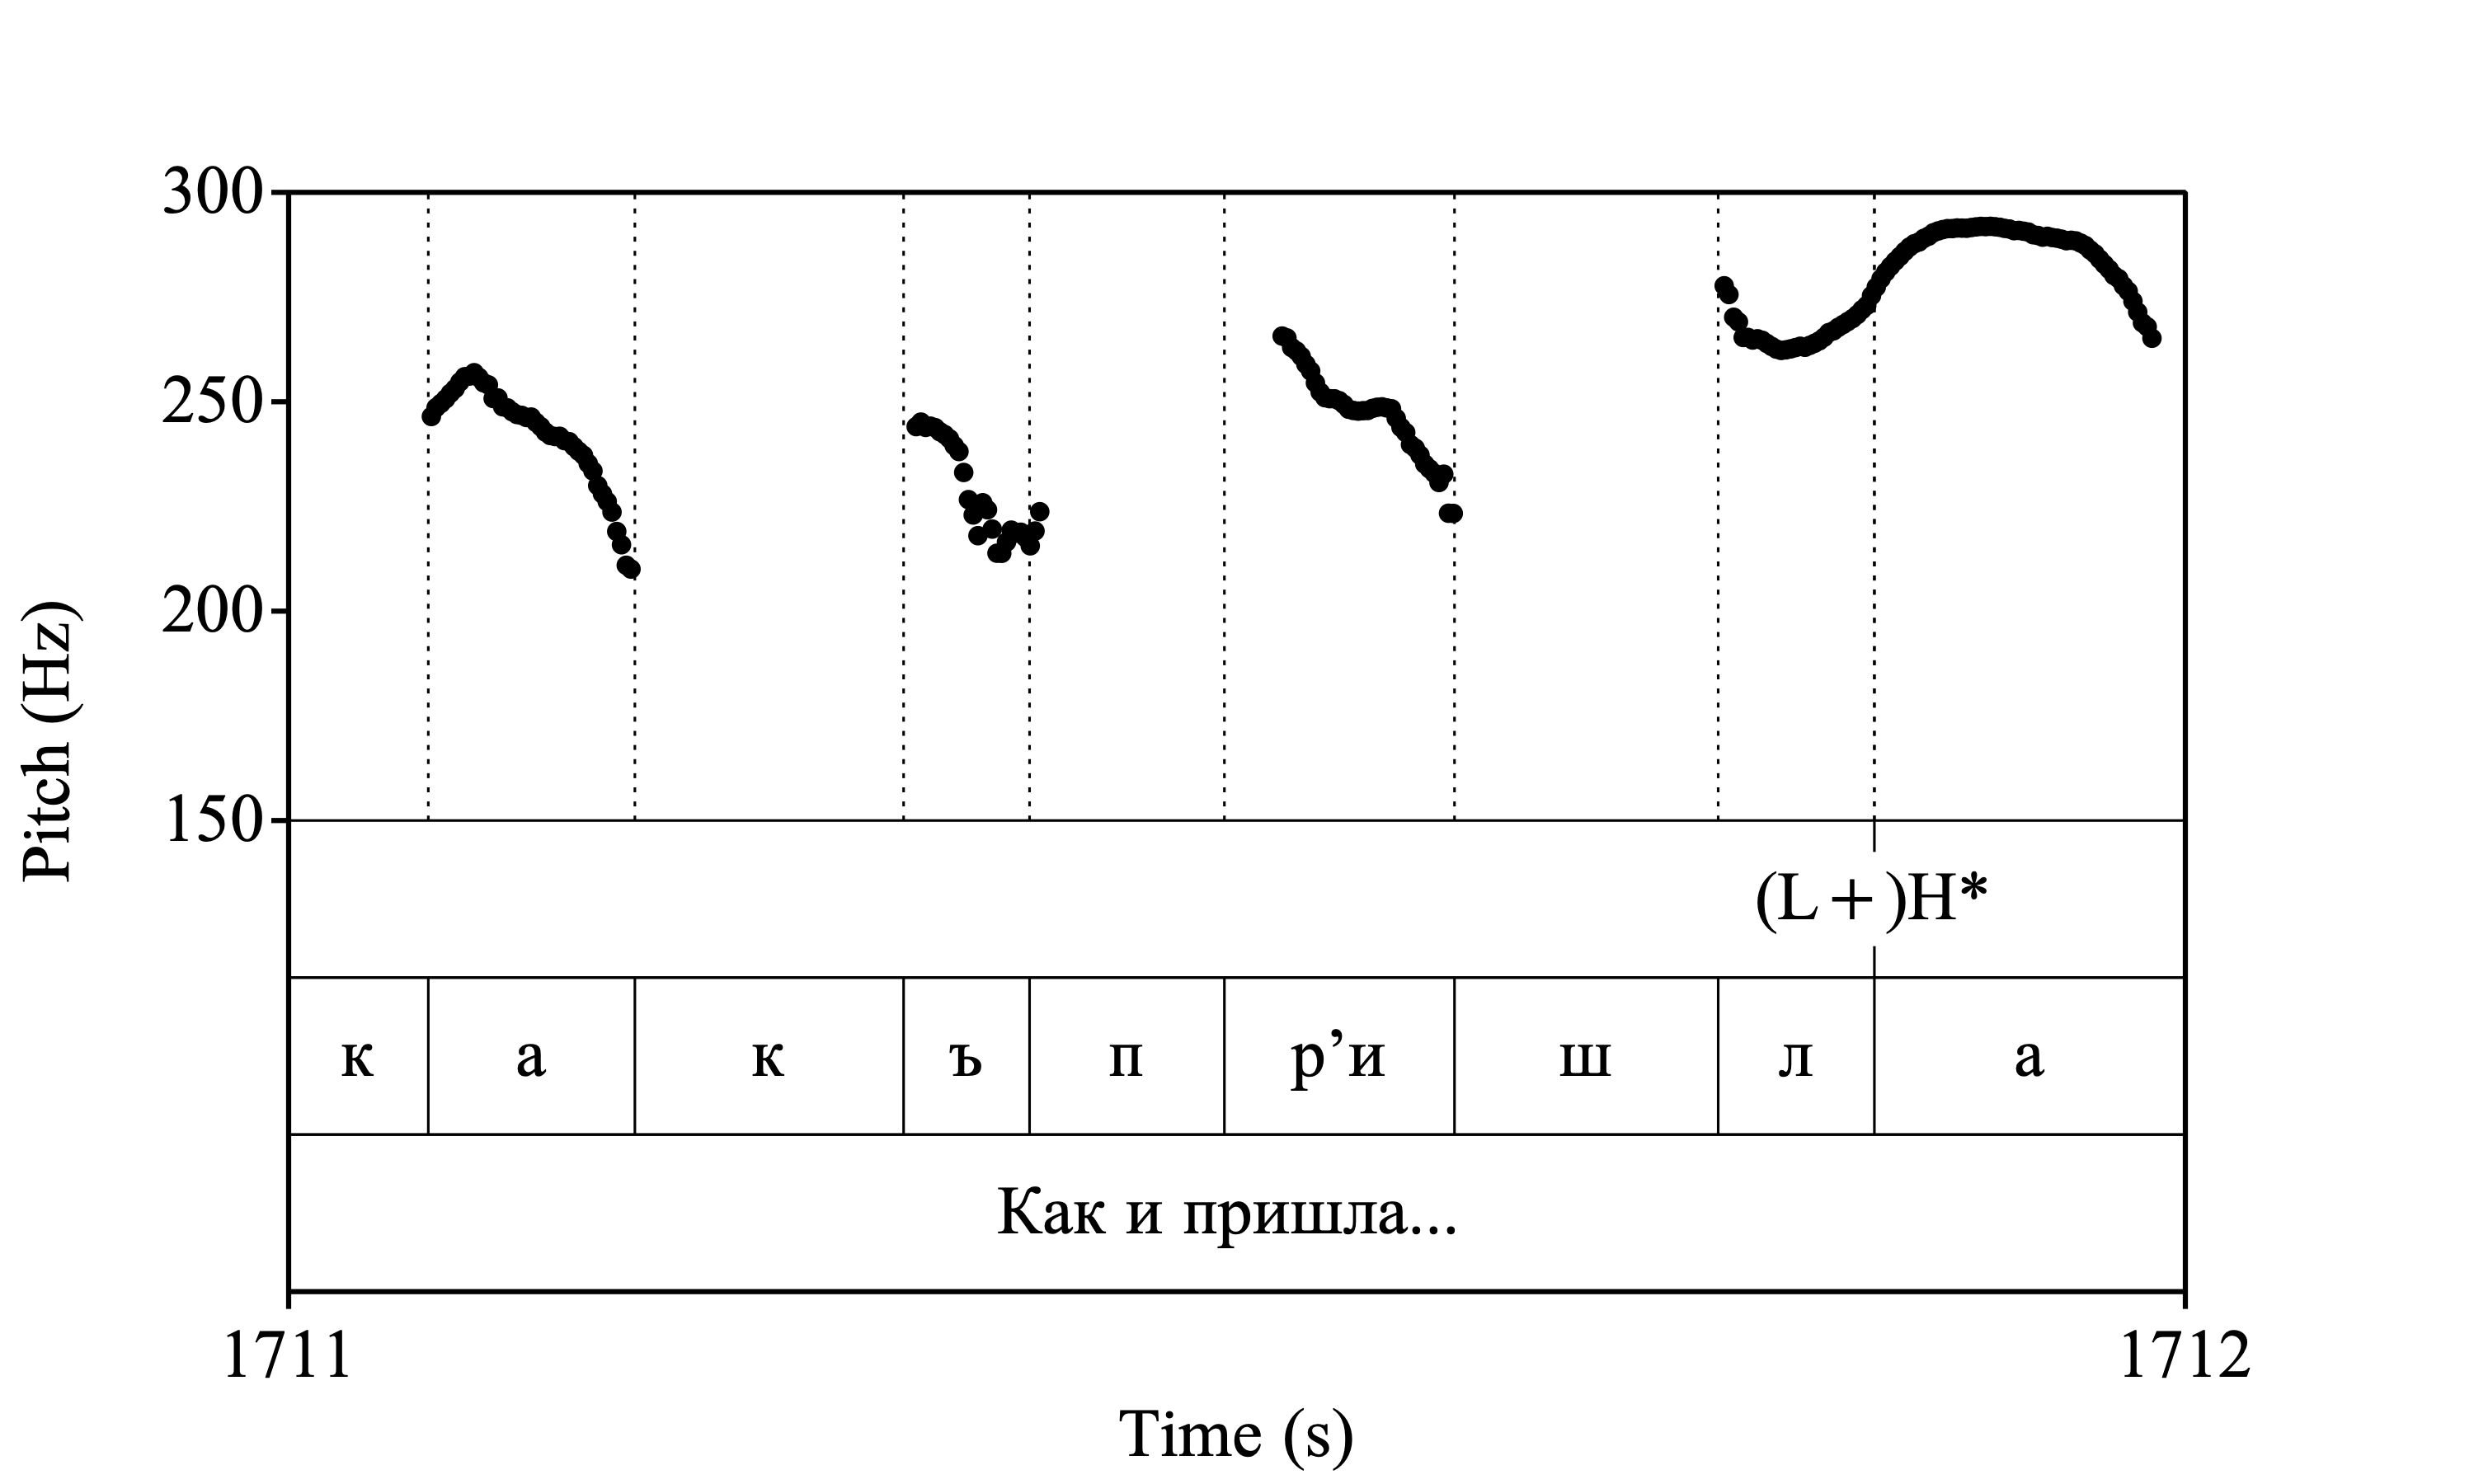 300
250
200
150
Pitch (Hz)
(L+)H*
к а к ъ п р’и ш л а
Как и пришла...
1711 1712
Time (s)